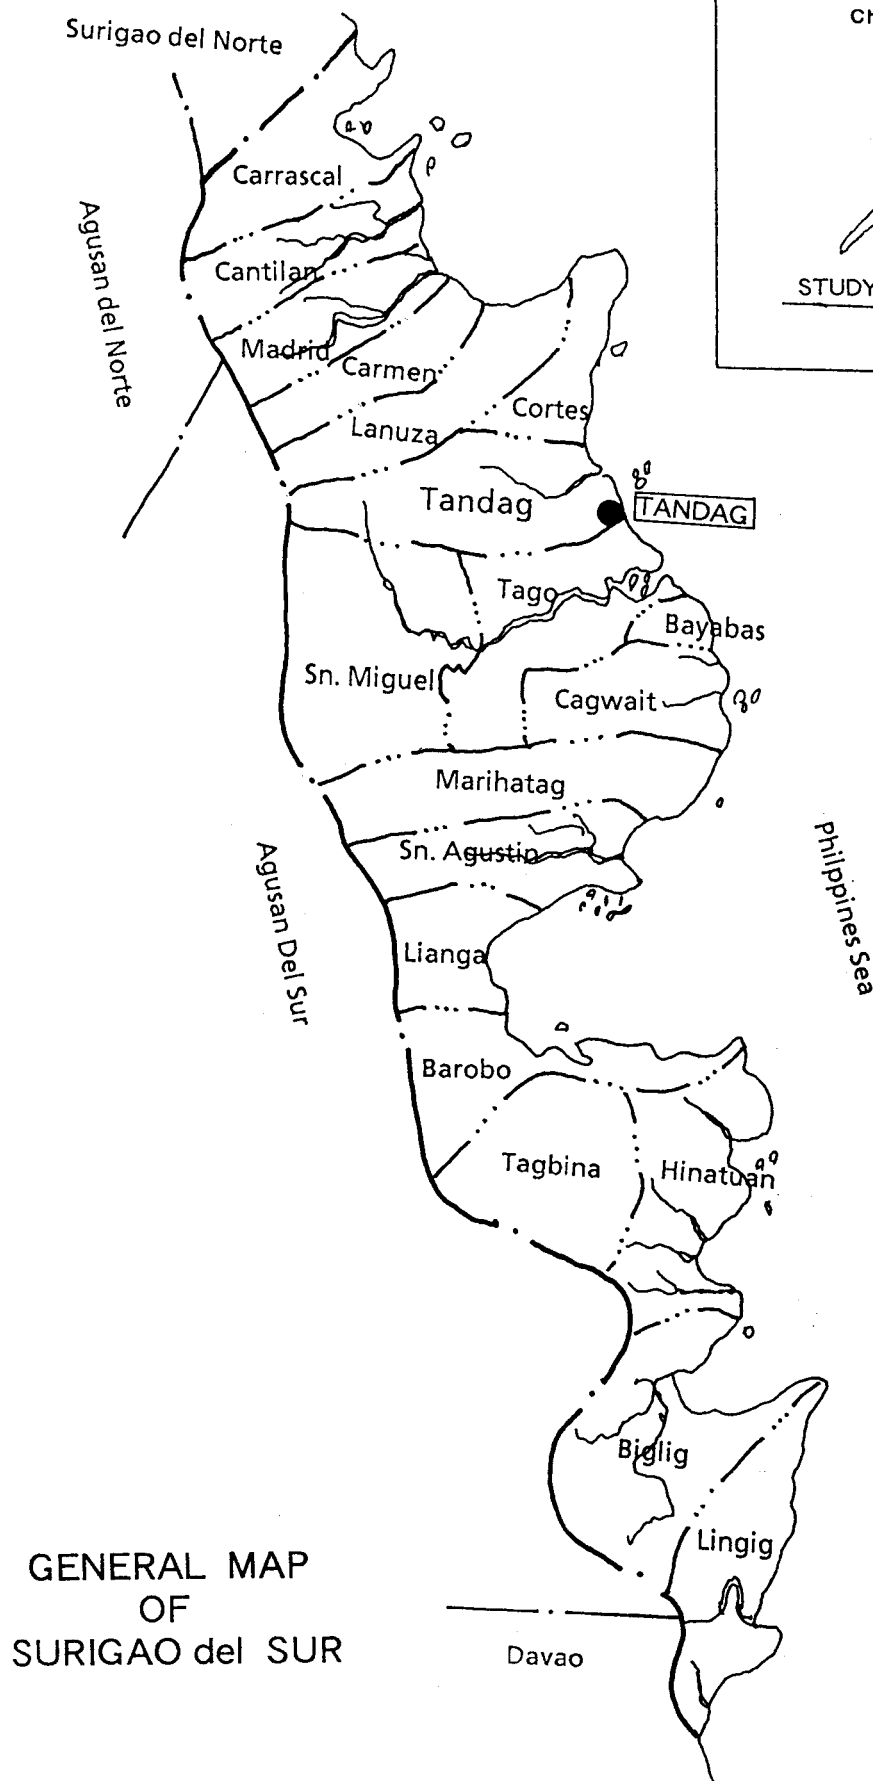 Surigao del Norte
Ch
STUDY
Agusan del Norte
Carrascal
Cantilan
Madrid
Carmen
Cortes
Lanuza
Tandag
TANDAG
Tago
Bayabas
Sn. Miguel
Cagwait
Marihatag
Sn. Agustin
Agusan Del Sur
Philppines Sea
Lianga
Barobo
Tagbina
Hinatuan
Biglig
Lingig
GENERAL MAP
OF
SURIGAO del SUR
Davao